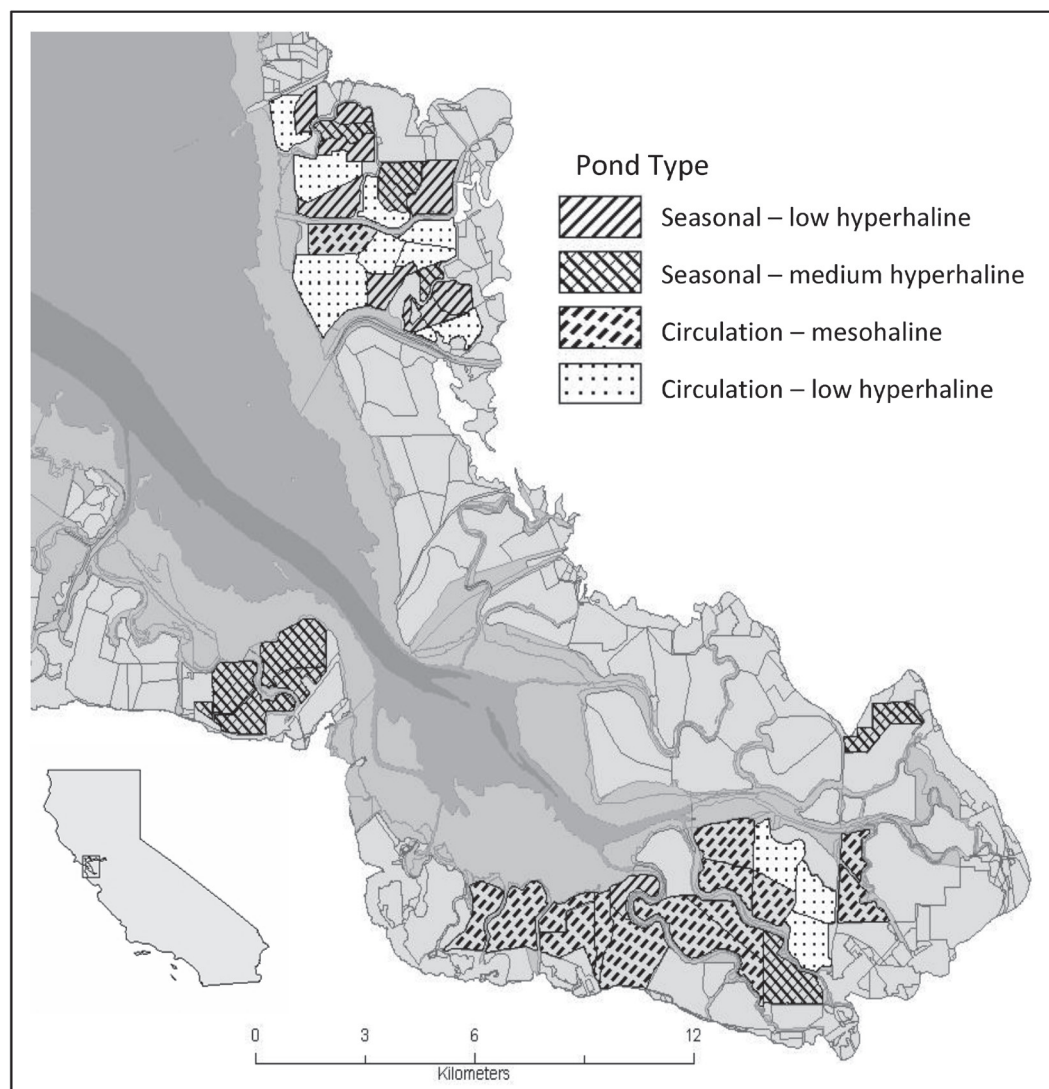 Pond Type
Seasonal – low hyperhaline
Seasonal – medium hyperhaline
Circulation – mesohaline
Circulation – low hyperhaline
0 3 6 12
Kilometers